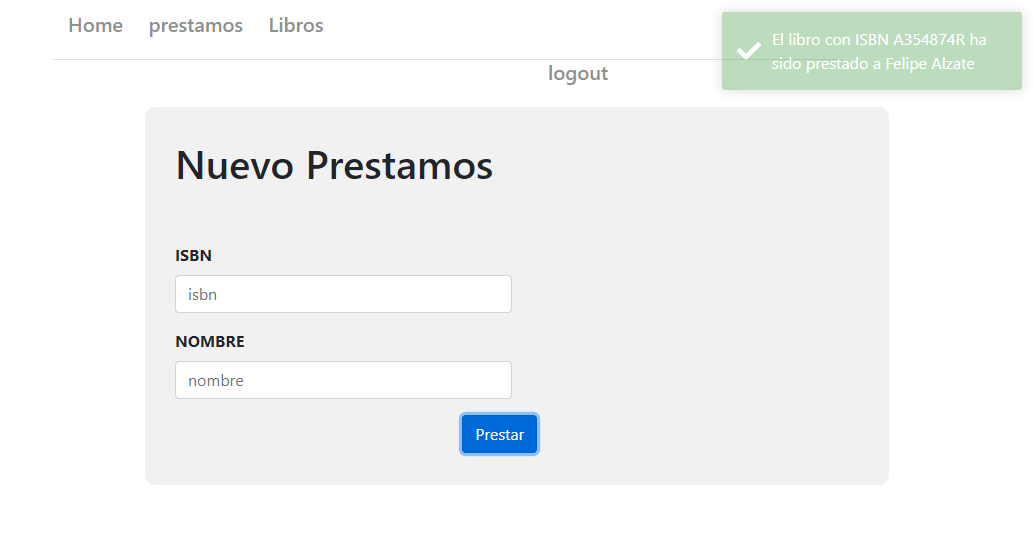 Home prestamos Libros
El libro con ISBN A354874R ha
sido prestado a Felipe Alzate
logout
Nuevo Prestamos
ISBN
isbn
NOMBRE
nombre
Prestar